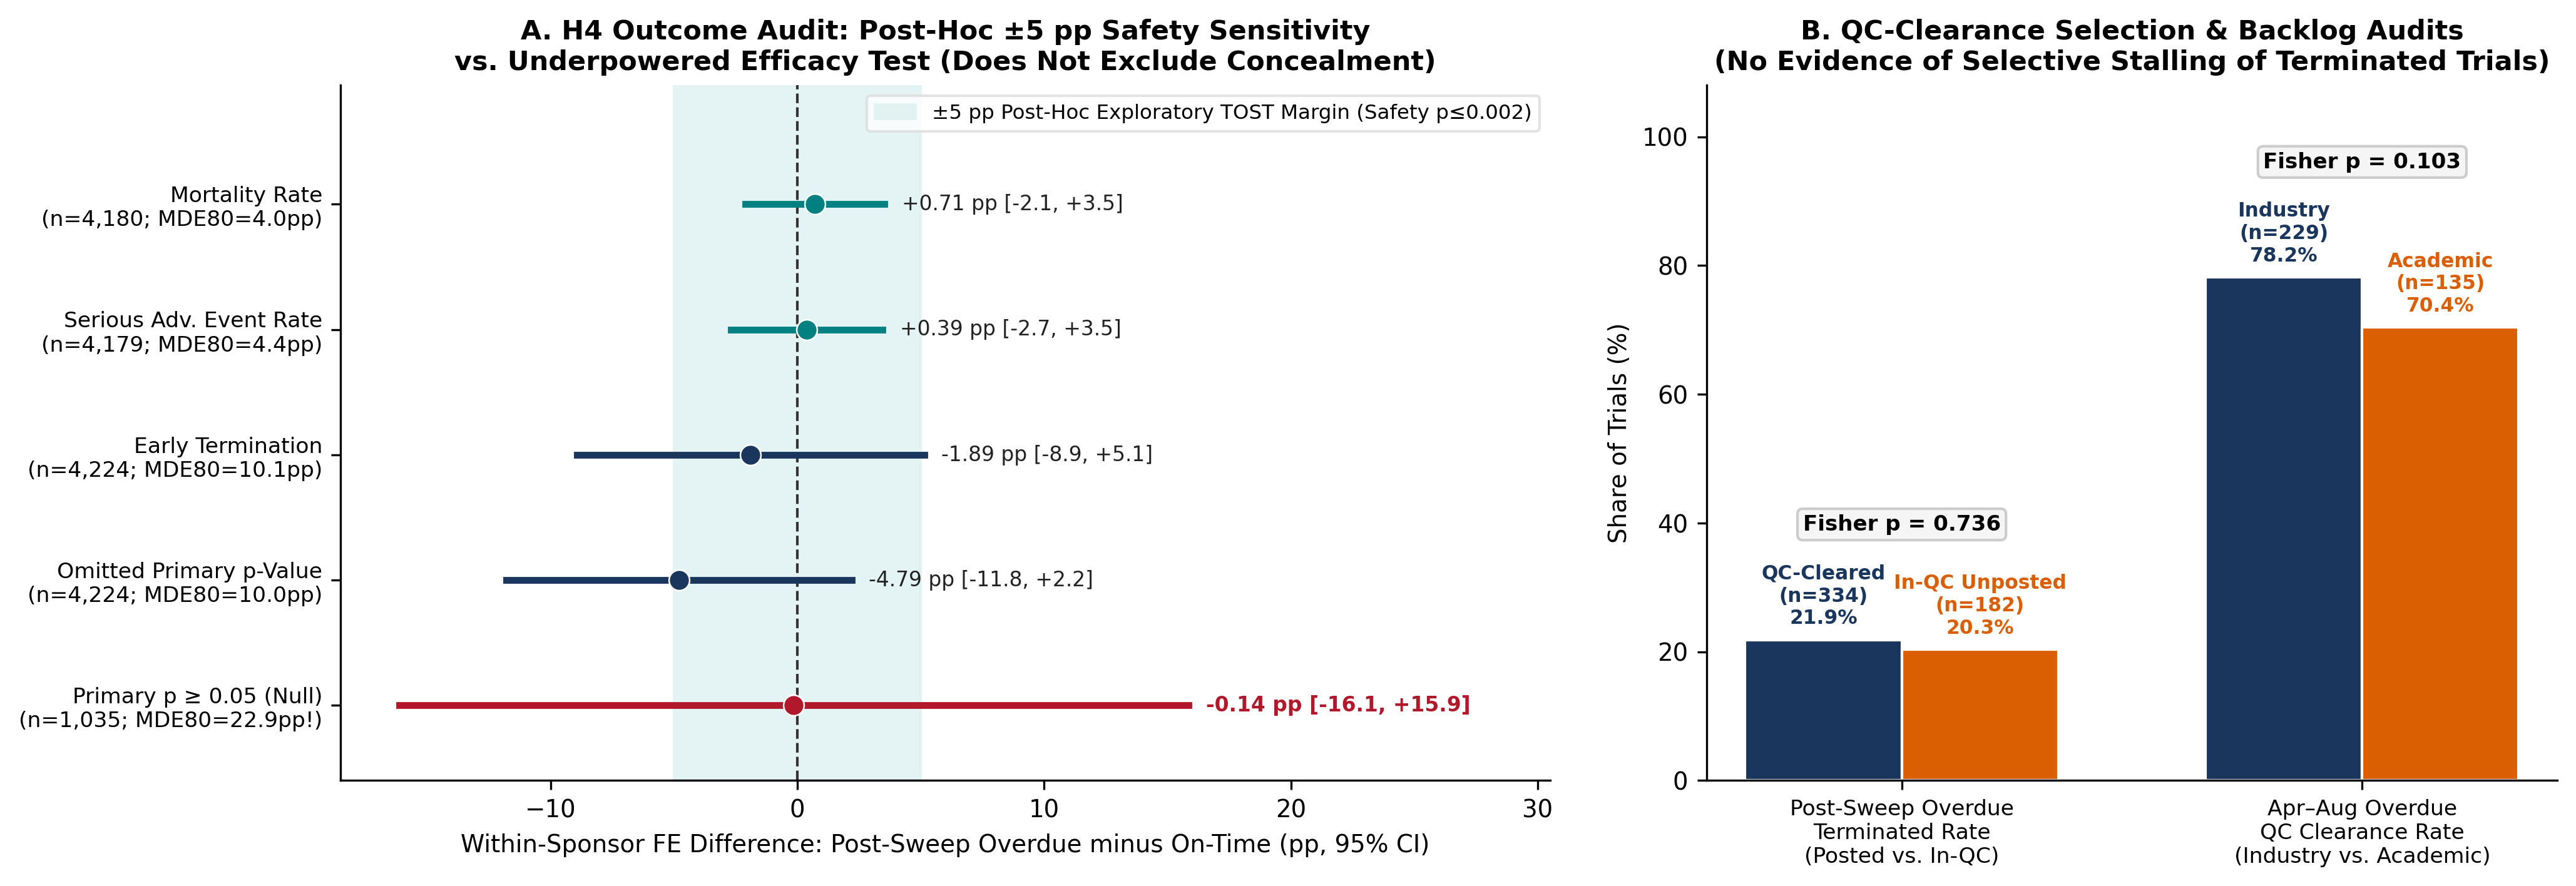 A. H4 Outcome Audit: Post-Hoc ±5 pp Safety Sensitivity
vs. Underpowered Efficacy Test (Does Not Exclude Concealment)
±5 pp Post-Hoc Exploratory TOST Margin (Safety p≤0.002)
Mortality Rate
(n=4,180; MDE80=4.0pp)
+0.71 pp [-2.1, +3.5]
Serious Adv. Event Rate
(n=4,179; MDE80=4.4pp)
+0.39 pp [-2.7, +3.5]
Early Termination
(n=4,224; MDE80=10.1pp)
-1.89 pp [-8.9, +5.1]
Omitted Primary p-Value
(n=4,224; MDE80=10.0pp)
-4.79 pp [-11.8, +2.2]
Primary p ≥ 0.05 (Null)
(n=1,035; MDE80=22.9pp!)
-0.14 pp [-16.1, +15.9]
−10 0 10 20 30
Within-Sponsor FE Difference: Post-Sweep Overdue minus On-Time (pp, 95% CI)
B. QC-Clearance Selection & Backlog Audits
(No Evidence of Selective Stalling of Terminated Trials)
Share of Trials (%)
100
80
60
40
20
0
Fisher p = 0.736
QC-Cleared
(n=334)
21.9%
In-QC Unposted
(n=182)
20.3%
Fisher p = 0.103
Industry
(n=229)
78.2%
Academic
(n=135)
70.4%
Post-Sweep Overdue
Terminated Rate
(Posted vs. In-QC)
Apr–Aug Overdue
QC Clearance Rate
(Industry vs. Academic)